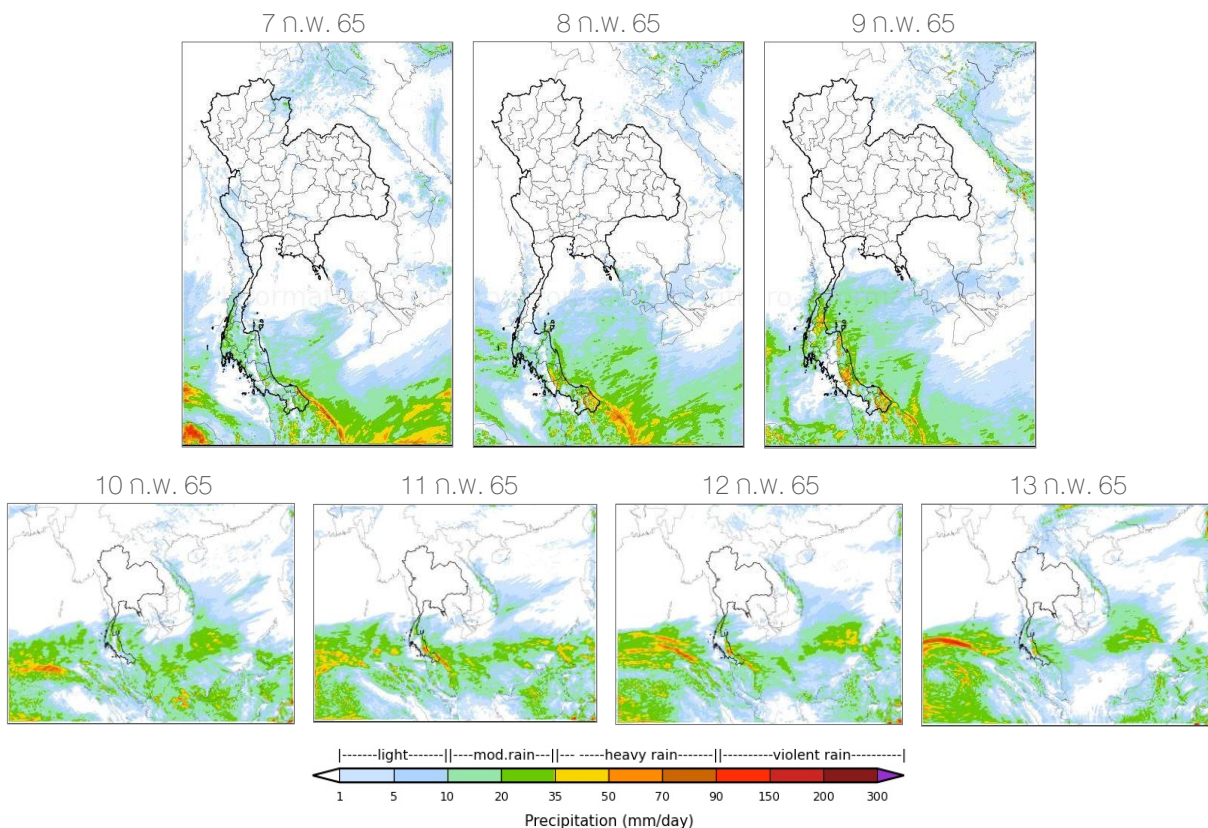 7 ก.พ. 65
8 ก.พ. 65
9 ก.พ. 65
10 ก.พ. 65
11 ก.พ. 65
12 ก.พ. 65
13 ก.พ. 65
|-------light-------||---mod.rain---||--- -----heavy rain------||-------violent rain----------|
1 5 10 20 35 50 70 90 150 200 300
Precipitation (mm/day)